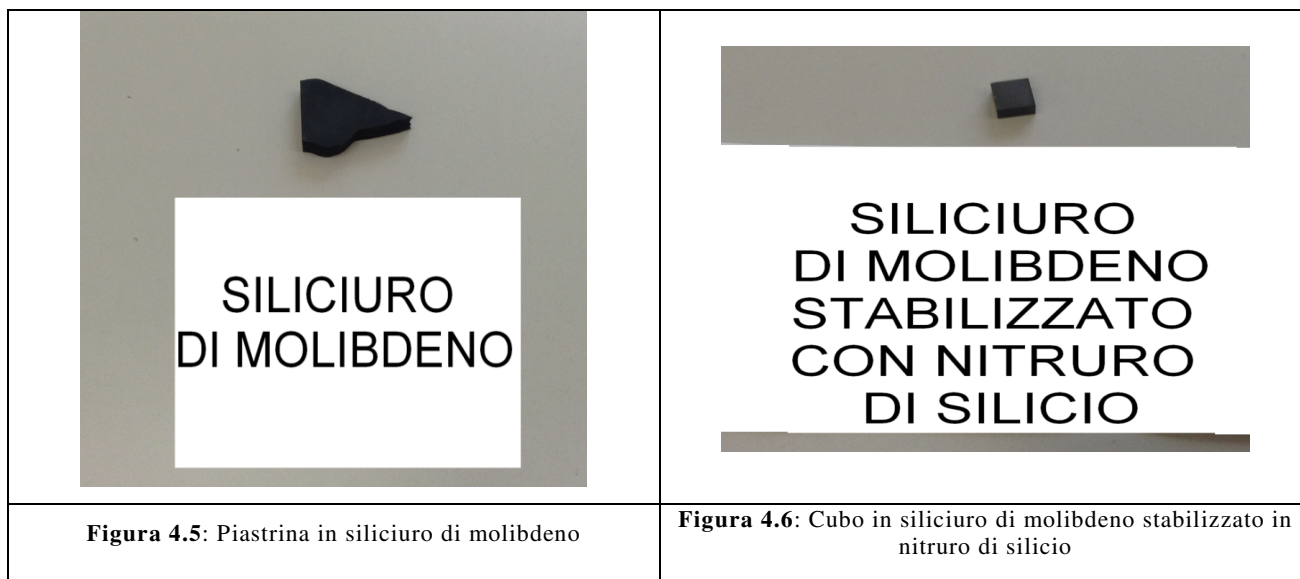 SILICIURO
DI MOLIBDENO
SILICIURO
DI MOLIBDENO
STABILIZZATO
CON NITRURO
DI SILICIO
Figura 4.5: Piastrina in siliciuro di molibdeno
Figura 4.6: Cubo in siliciuro di molibdeno stabilizzato in
nitruro di silicio